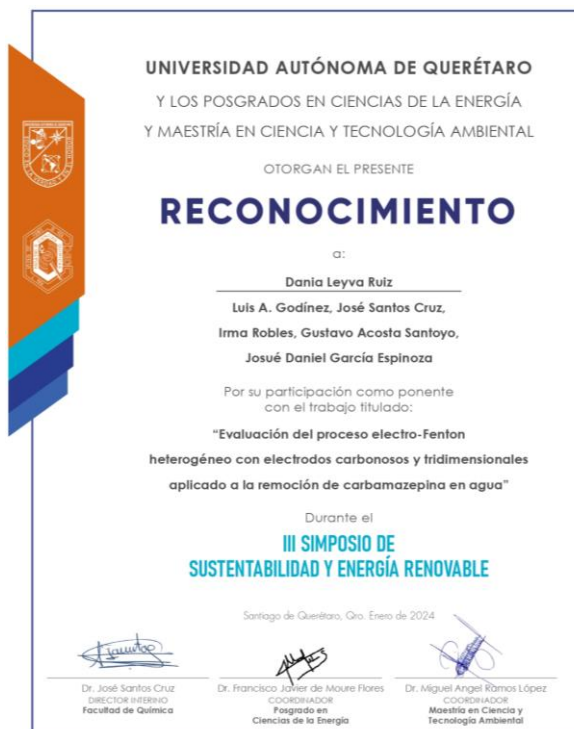 UNIVERSIDAD AUTÓNOMA DE QUERÉTARO
Y LOS POSGRADOS EN CIENCIAS DE LA ENERGÍA
Y MAESTRÍA EN CIENCIA Y TECNOLOGÍA AMBIENTAL
OTORGAN EL PRESENTE
RECONOCIMIENTO
a:
Dania Leyva Ruiz
Luis A. Godínez, José Santos Cruz,
Irma Robles, Gustavo Acosta Santoyo,
Josué Daniel García Espinoza
Por su participación como ponente
con el trabajo titulado:
“Evaluación del proceso electro-Fenton
heterogéneo con electrodos carbonosos y tridimensionales
aplicado a la remoción de carbamazepina en agua”
Durante el
III SIMPOSIO DE
SUSTENTABILIDAD Y ENERGÍA RENOVABLE
Santiago de Querétaro, Qro. Enero de 2024
Dr. José Santos Cruz
DIRECTOR INTERINO
Facultad de Química
Dr. Francisco Javier de Moure Flores
COORDINADOR
Posgrado en
Ciencias de la Energía
Dr. Miguel Angel Ramos López
COORDINADOR
Maestría en Ciencia y
Tecnología Ambiental